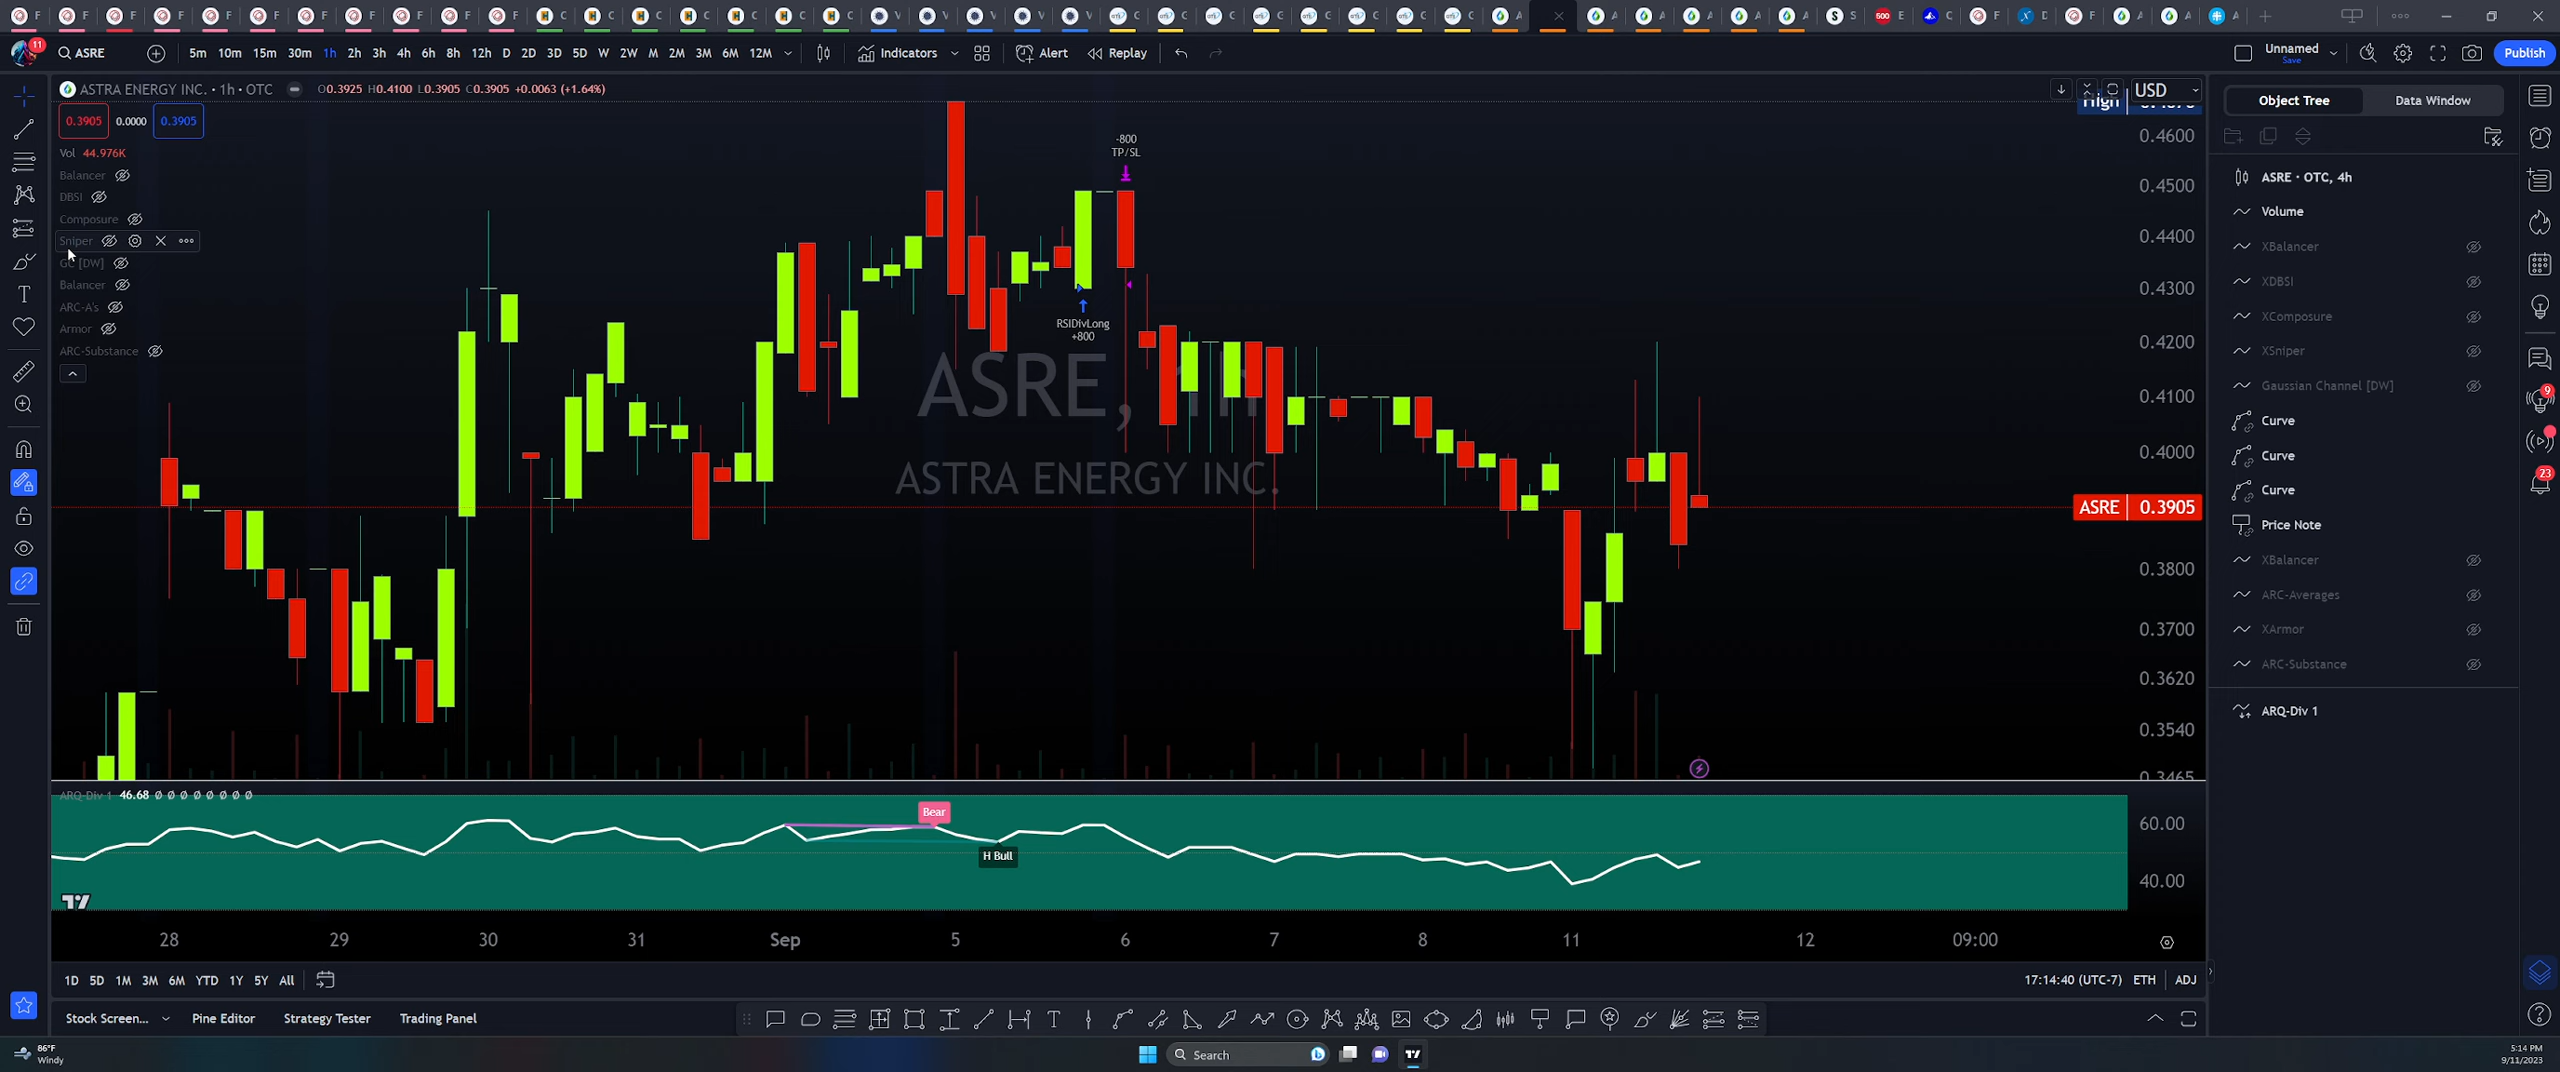 11
ASRE
5m 10m 15m 30m 1h 2h 3h 4h 6h 8h 12h D 2D 3D 5D W 2W M 2M 3M 6M 12M
Indicators
Alert
Replay
Unnamed
Save
Publish
ASTRA ENERGY INC. · 1h · OTC
O0.3925 H0.4100 L0.3905 C0.3905 +0.0063 (+1.64%)
USD
0.3905 0.0000 0.3905
Vol 44.976K
Balancer
DBSI
Composure
Sniper
GC [DW]
Balancer
ARC-A's
Armor
ARC-Substance
-800
TP/SL
RSIDivLong
+800
ASRE, 1h
ASTRA ENERGY INC.
High
0.4600
0.4500
0.4400
0.4300
0.4200
0.4100
0.4000
ASRE 0.3905
0.3800
0.3700
0.3620
0.3540
0.3465
ARQ-Div 1 46.68 Ø Ø Ø Ø Ø Ø Ø Ø
Bear
H Bull
60.00
40.00
28 29 30 31 Sep 5 6 7 8 11 12 09:00
1D 5D 1M 3M 6M YTD 1Y 5Y All
17:14:40 (UTC-7) ETH ADJ
Stock Screen... Pine Editor Strategy Tester Trading Panel
Object Tree
Data Window
ASRE · OTC, 4h
Volume
XBalancer
XDBSI
XComposure
XSniper
Gaussian Channel [DW]
Curve
Curve
Curve
Price Note
XBalancer
ARC-Averages
XArmor
ARC-Substance
ARQ-Div 1
9
23
86°F
Windy
Search
5:14 PM
9/11/2023